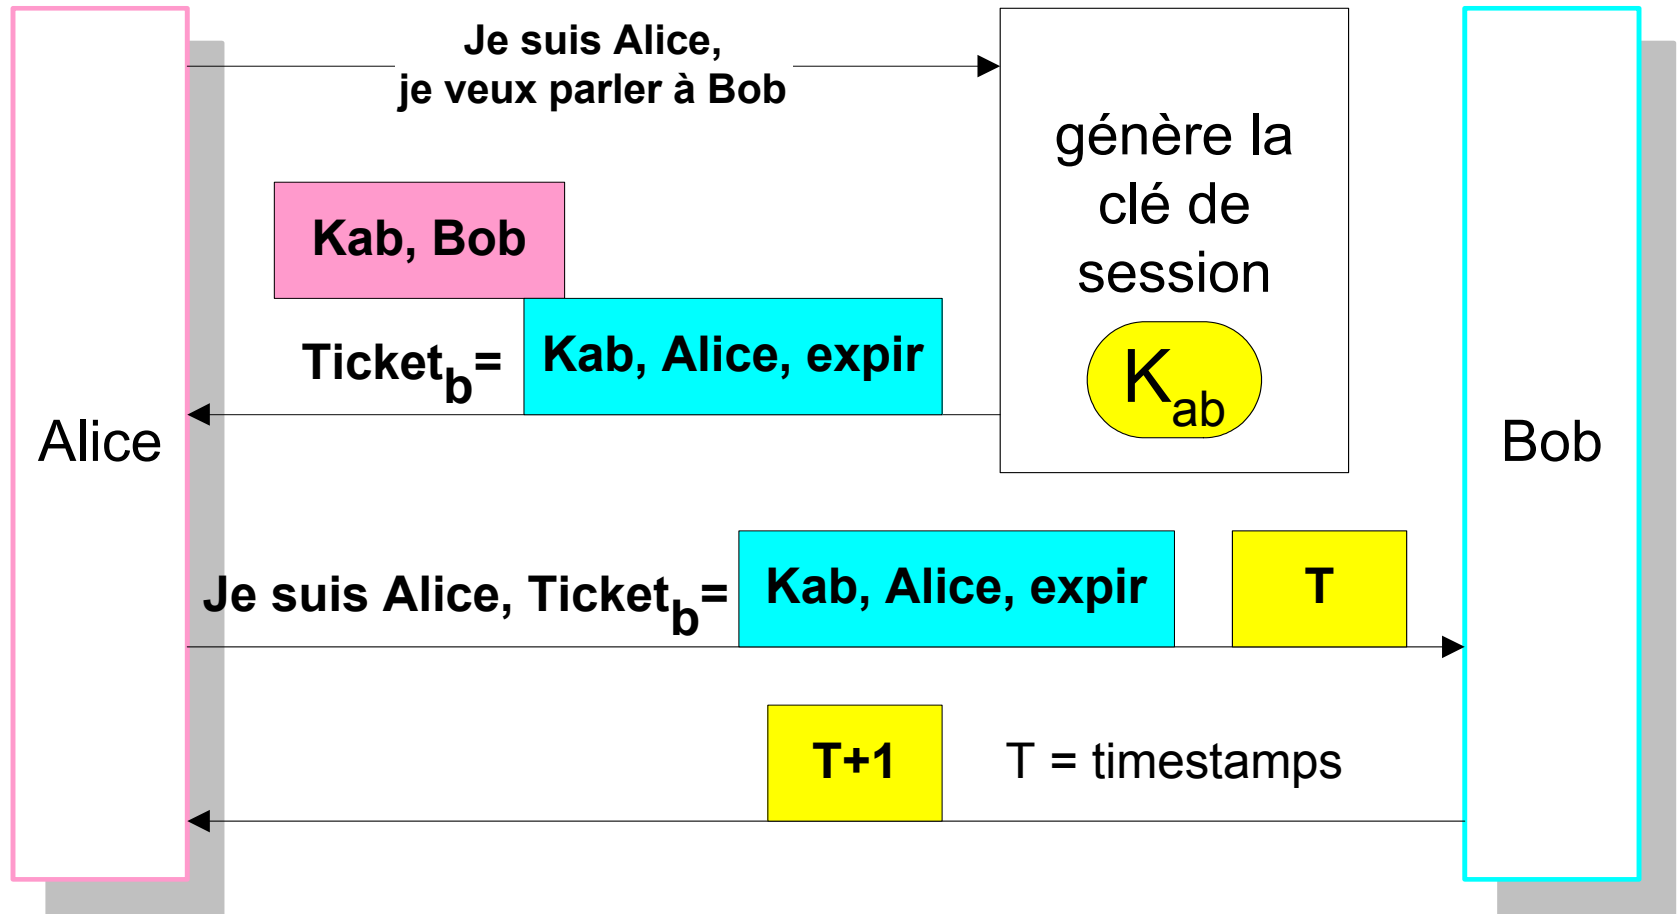 Je suis Alice,
je veux parler à Bob
génère la
clé de
session
Kab, Bob
Ticketb= Kab, Alice, expir
Kab
Alice
Bob
Je suis Alice, Ticketb= Kab, Alice, expir T
T+1 T = timestamps